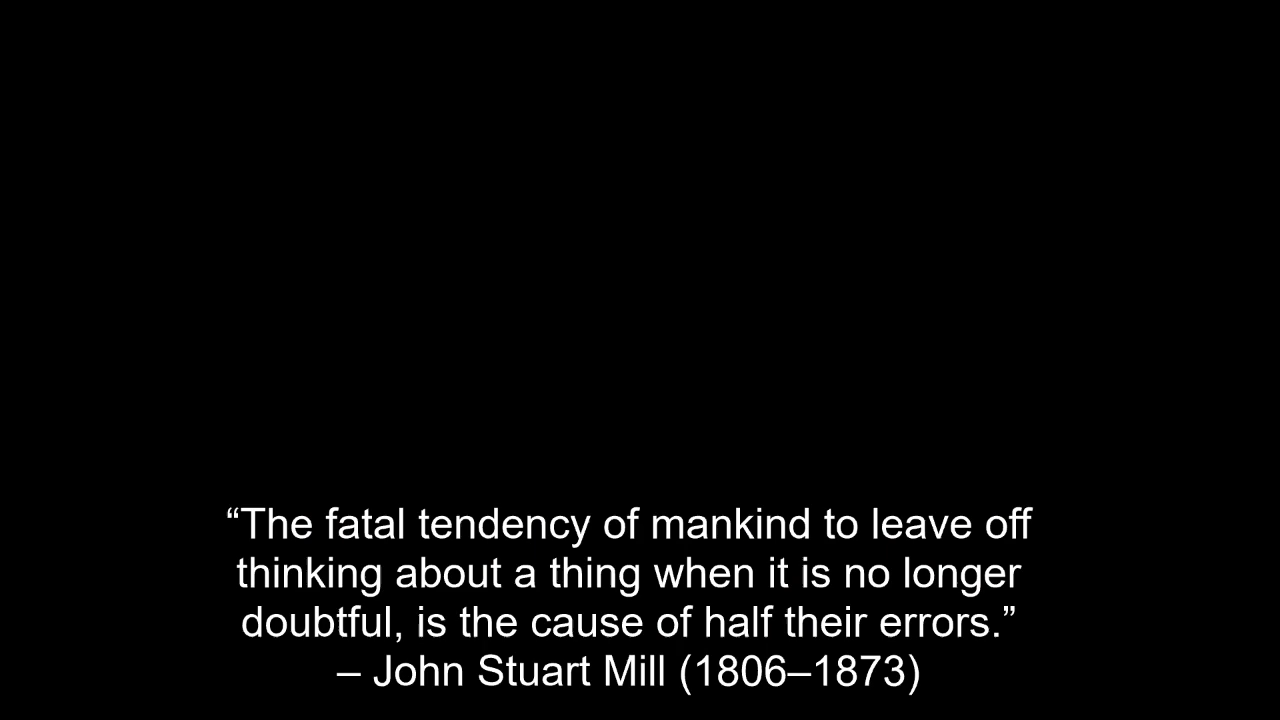 “The fatal tendency of mankind to leave off
thinking about a thing when it is no longer
doubtful, is the cause of half their errors.”
– John Stuart Mill (1806–1873)